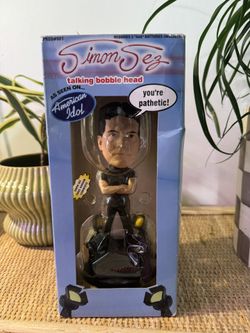 Simon Sez
talking bobble head
AS SEEN ON...
American
Idol
you're
pathetic!